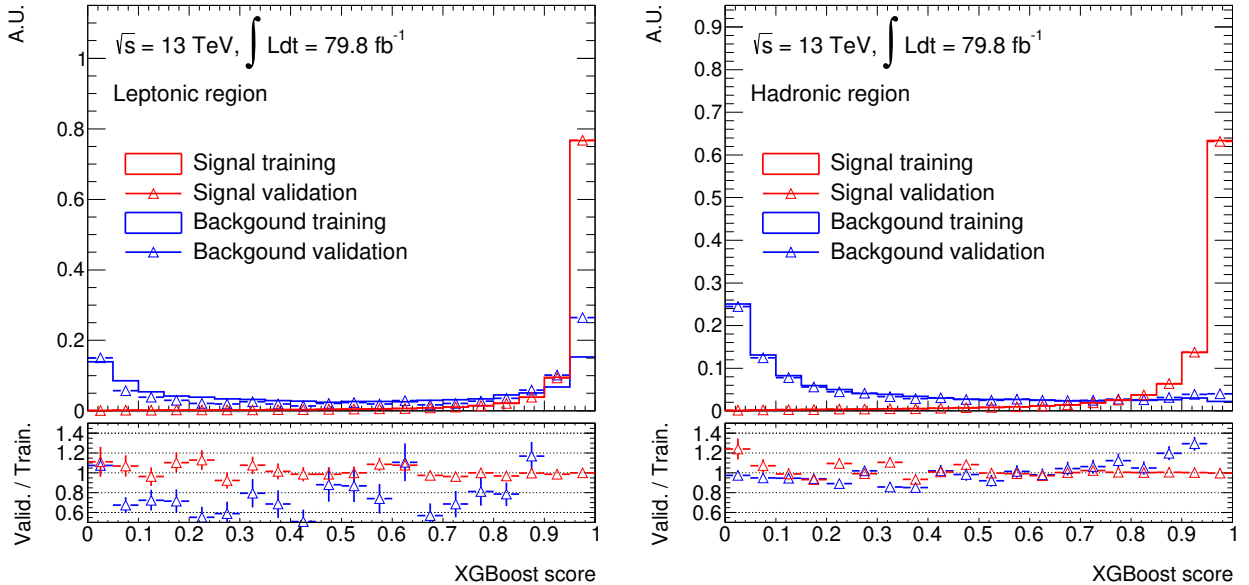 A.U.
√s = 13 TeV, ∫ Ldt = 79.8 fb⁻¹
Leptonic region
Signal training
Signal validation
Backgound training
Backgound validation
1
0.8
0.6
0.4
0.2
0
Valid. / Train.
1.4
1.2
1
0.8
0.6
0 0.1 0.2 0.3 0.4 0.5 0.6 0.7 0.8 0.9 1
XGBoost score
A.U.
√s = 13 TeV, ∫ Ldt = 79.8 fb⁻¹
Hadronic region
Signal training
Signal validation
Backgound training
Backgound validation
0.9
0.8
0.7
0.6
0.5
0.4
0.3
0.2
0.1
0
Valid. / Train.
1.4
1.2
1
0.8
0.6
0 0.1 0.2 0.3 0.4 0.5 0.6 0.7 0.8 0.9 1
XGBoost score